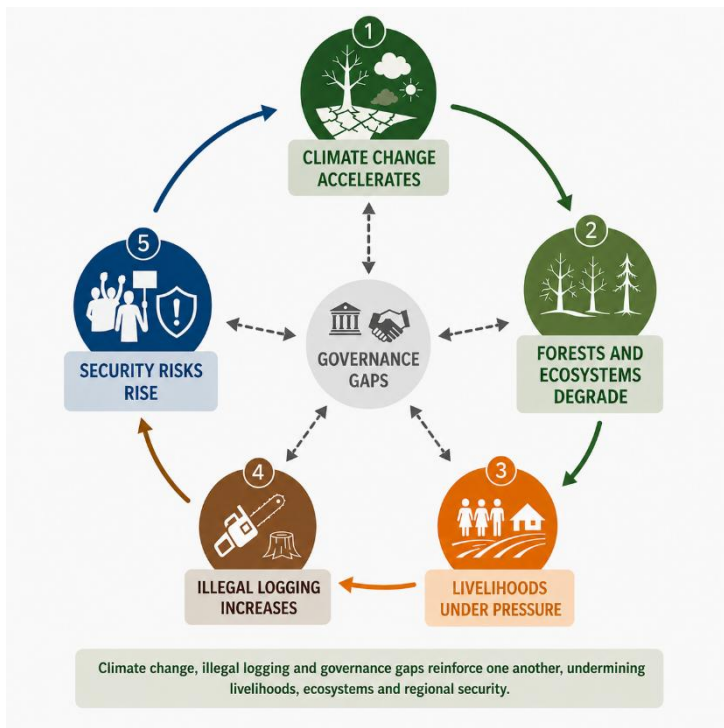 1
CLIMATE CHANGE
ACCELERATES
2
FORESTS AND
ECOSYSTEMS
DEGRADE
3
LIVELIHOODS
UNDER PRESSURE
4
ILLEGAL LOGGING
INCREASES
5
SECURITY RISKS
RISE
GOVERNANCE
GAPS
Climate change, illegal logging and governance gaps reinforce one another, undermining
livelihoods, ecosystems and regional security.